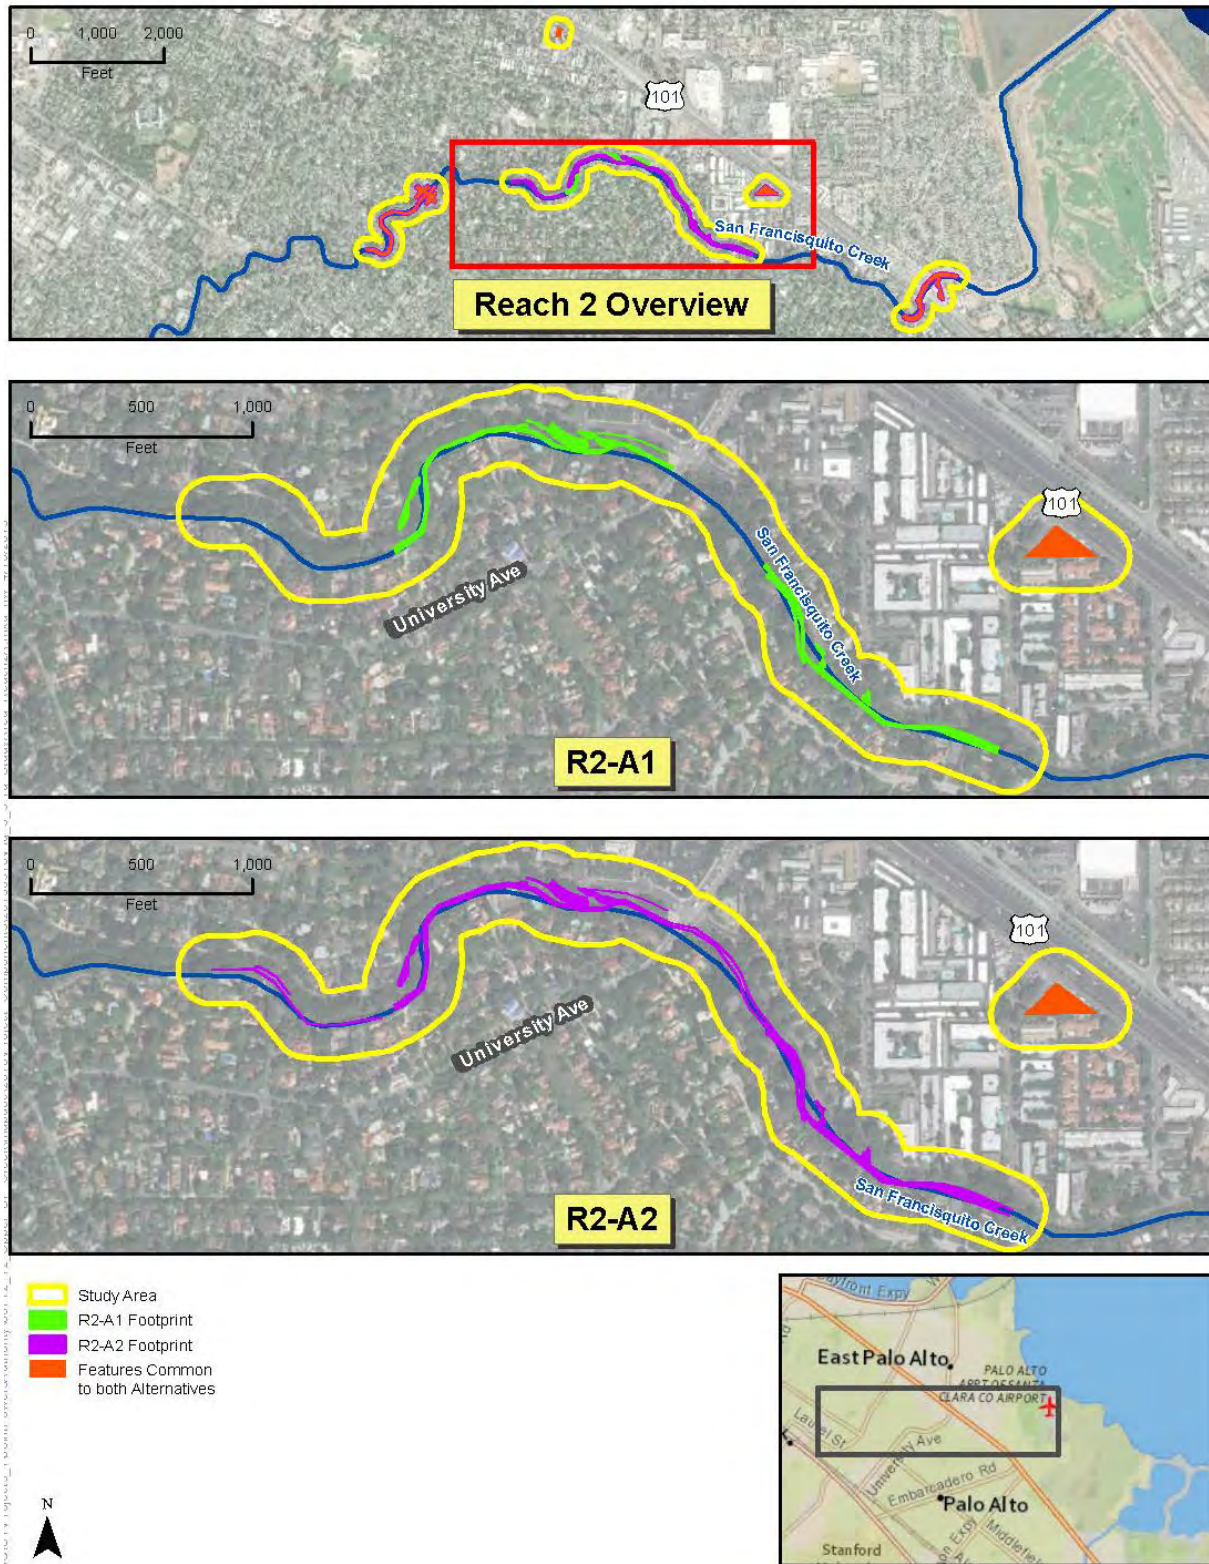 0 1,000 2,000
Feet
101
San Francisquito Creek
Reach 2 Overview
0 500 1,000
Feet
101
University Ave
San Francisquito Creek
R2-A1
0 500 1,000
Feet
101
University Ave
San Francisquito Creek
R2-A2
Study Area
R2-A1 Footprint
R2-A2 Footprint
Features Common
to both Alternatives
N
Bayfront Expy
East Palo Alto
PALO ALTO
CLARA CO AIRPORT
Laurel St
University Ave
Embarcadero Rd
Palo Alto
Stanford